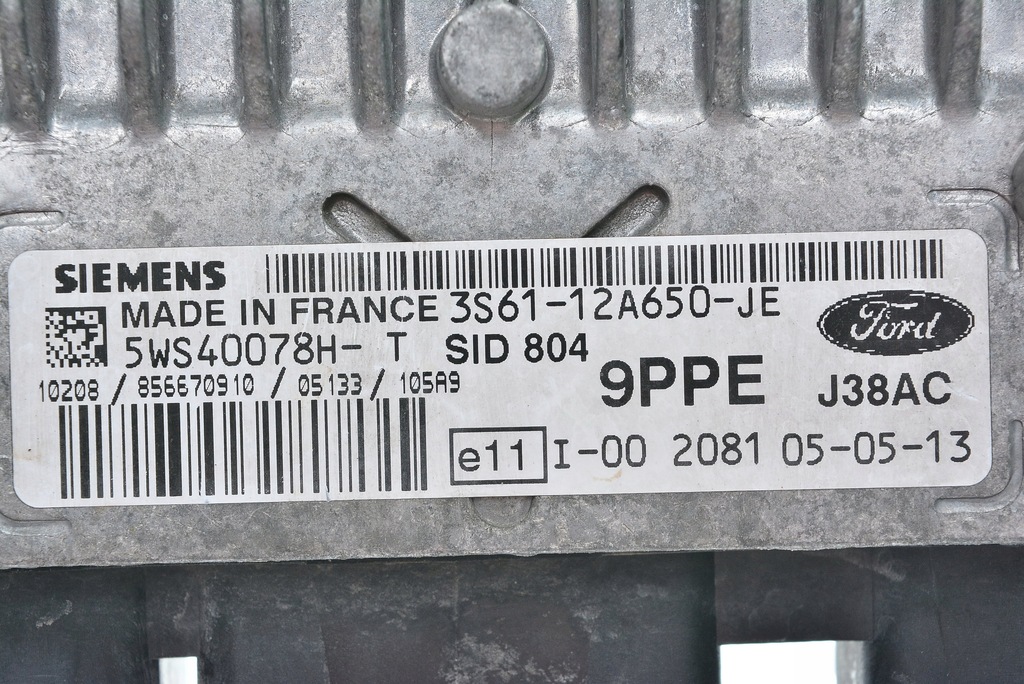 SIEMENS
MADE IN FRANCE 3S61-12A650-JE
Ford
5WS40078H- T SID 804
10208 / 856670910 / 05133 / 105A9
9PPE J38AC
e11 I-00 2081 05-05-13